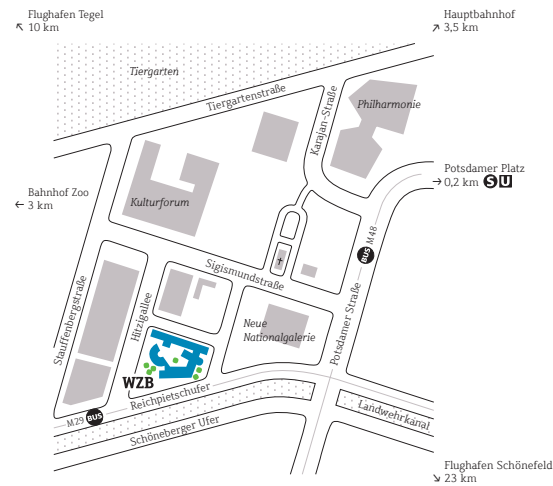 Flughafen Tegel
10 km
Hauptbahnhof
3,5 km
Tiergarten
Tiergartenstraße
Karajan-Straße
Philharmonie
Potsdamer Platz
0,2 km S U
Bahnhof Zoo
3 km
Kulturforum
BUS M48
Sigismundstraße
Stauffenbergstraße
Hitzigallee
Neue
Nationalgalerie
Potsdamer Straße
WZB
Reichpietschufer
M29 BUS
Landwehrkanal
Schöneberger Ufer
Flughafen Schönefeld
23 km